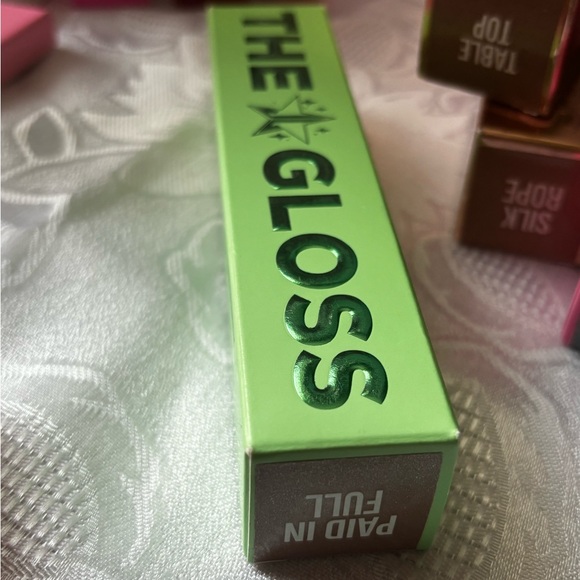 THE GLOSS
PAID IN
FULL
TABLE
TOP
SILK
ROPE